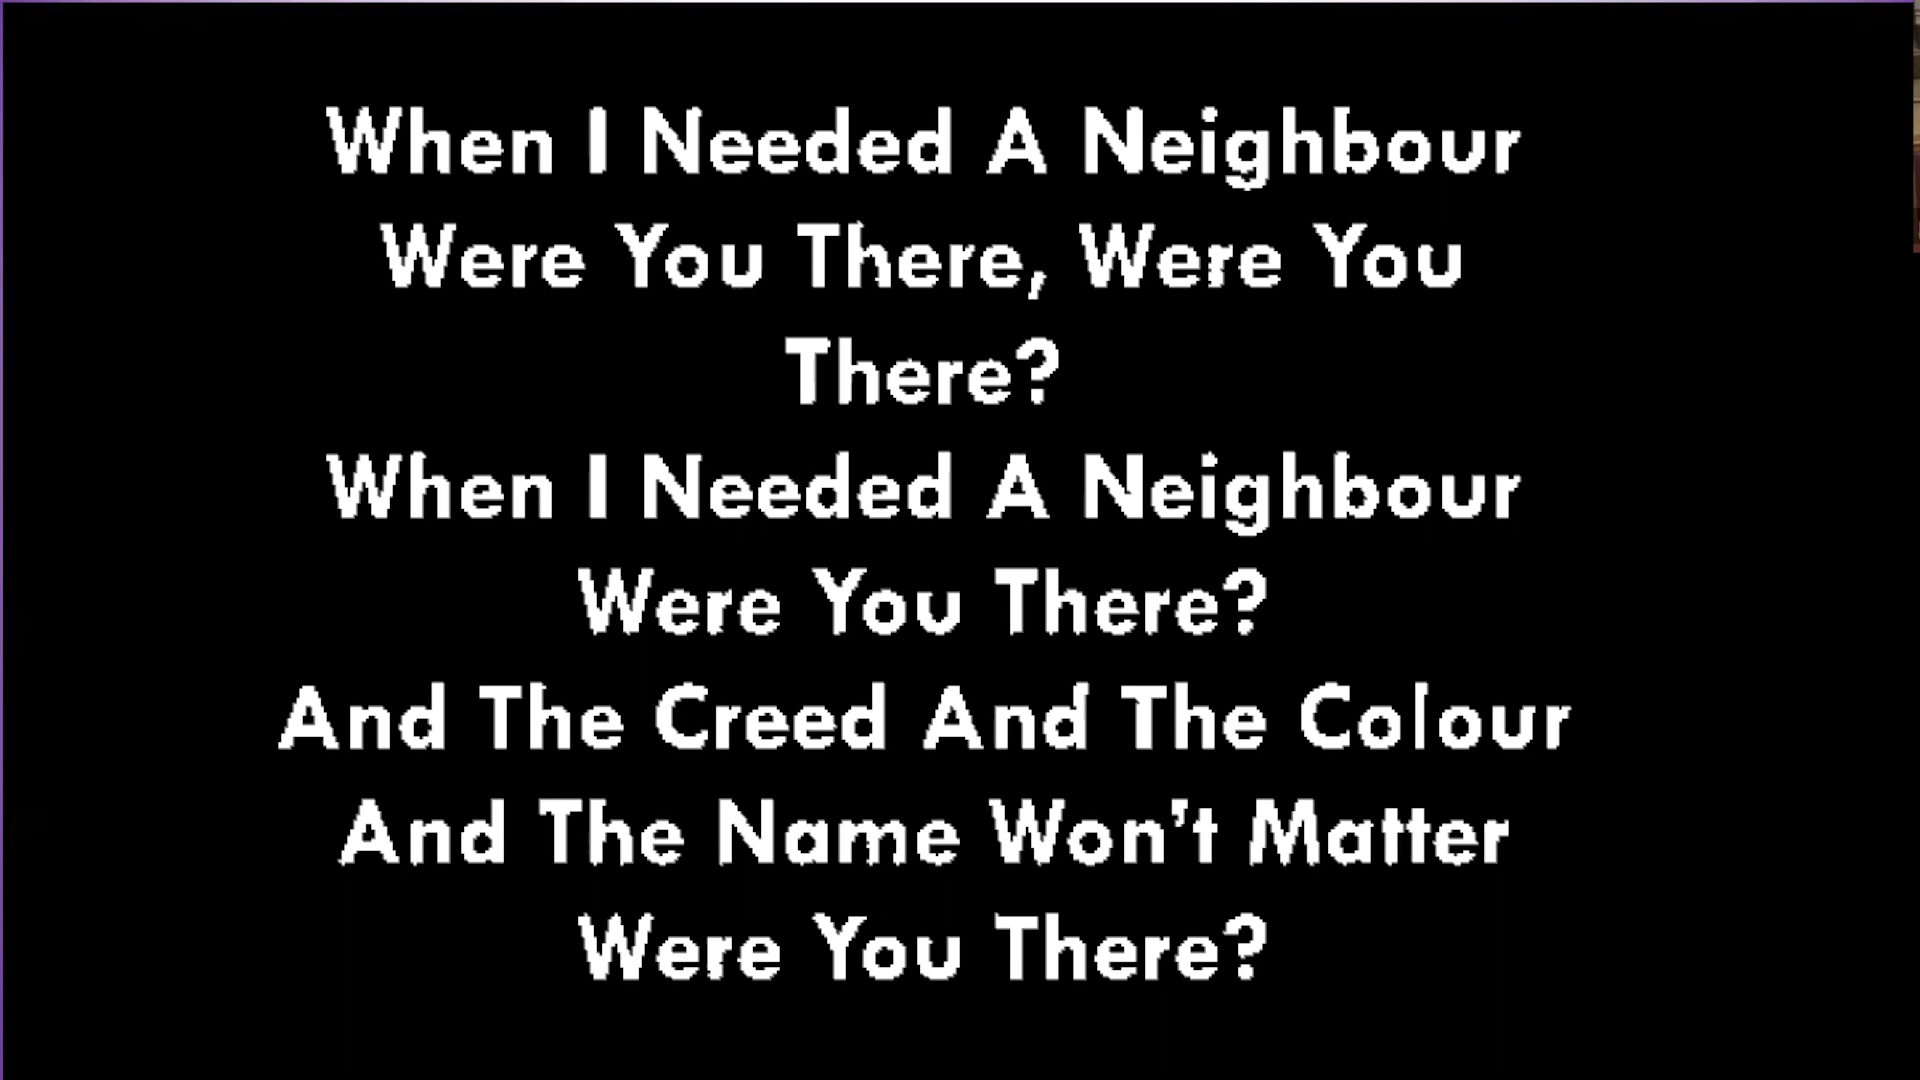 When I Needed A Neighbour
Were You There, Were You
There?
When I Needed A Neighbour
Were You There?
And The Creed And The Colour
And The Name Won't Matter
Were You There?